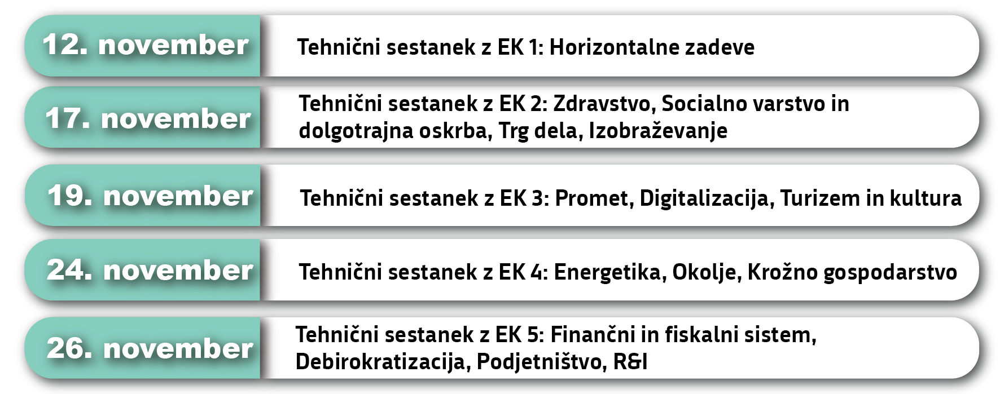 12. november
Tehnični sestanek z EK 1: Horizontalne zadeve
17. november
Tehnični sestanek z EK 2: Zdravstvo, Socialno varstvo in
dolgotrajna oskrba, Trg dela, Izobraževanje
19. november
Tehnični sestanek z EK 3: Promet, Digitalizacija, Turizem in kultura
24. november
Tehnični sestanek z EK 4: Energetika, Okolje, Krožno gospodarstvo
26. november
Tehnični sestanek z EK 5: Finančni in fiskalni sistem,
Debirokratizacija, Podjetništvo, R&I